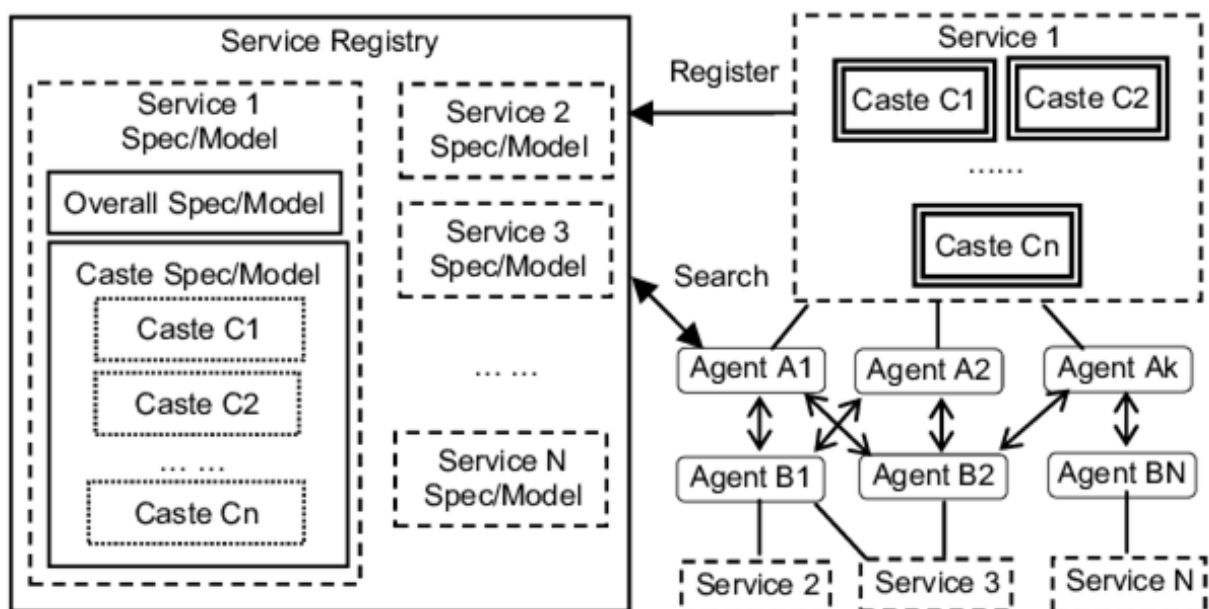 Service Registry
Service 1
Spec/Model
Overall Spec/Model
Caste Spec/Model
Caste C1
Caste C2
... ...
Caste Cn
Service 2
Spec/Model
Service 3
Spec/Model
... ...
Service N
Spec/Model
Register
Search
Service 1
Caste C1
Caste C2
......
Caste Cn
Agent A1
Agent A2
Agent Ak
Agent B1
Agent B2
Agent BN
Service 2
Service 3
Service N